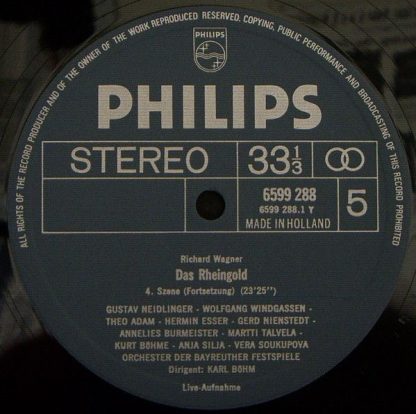 ALL RIGHTS OF THE RECORD PRODUCER AND OF THE OWNER OF THE WORK REPRODUCED RESERVED. COPYING, PUBLIC PERFORMANCE AND BROADCASTING OF THIS RECORD PROHIBITED
PHILIPS
PHILIPS
STEREO 33 1/3
6599 288
6599 288.1 Y
MADE IN HOLLAND
5
Richard Wagner
Das Rheingold
4. Szene (Fortsetzung) (23'25")
GUSTAV NEIDLINGER - WOLFGANG WINDGASSEN -
THEO ADAM - HERMIN ESSER - GERD NIENSTEDT -
ANNELIES BURMEISTER - MARTTI TALVELA -
KURT BÖHME - ANJA SILJA - VERA SOUKUPOVA
ORCHESTER DER BAYREUTHER FESTSPIELE
Dirigent: KARL BÖHM
Live-Aufnahme